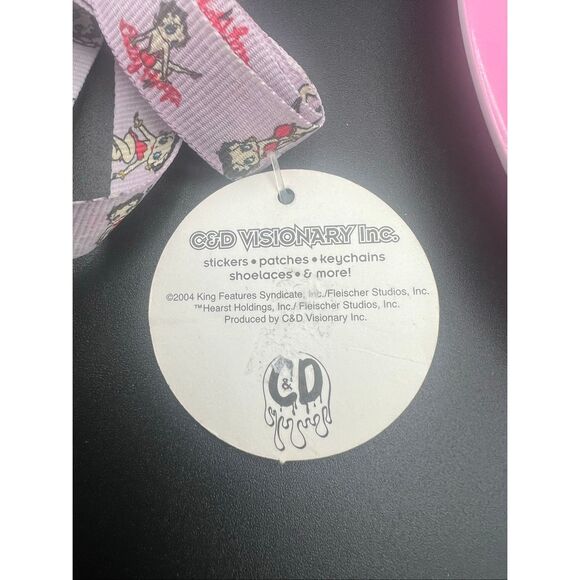 C&D VISIONARY Inc.
stickers • patches • keychains
shoelaces • & more!
©2004 King Features Syndicate, Inc./Fleischer Studios, Inc.
™Hearst Holdings, Inc./ Fleischer Studios, Inc.
Produced by C&D Visionary Inc.
C&D